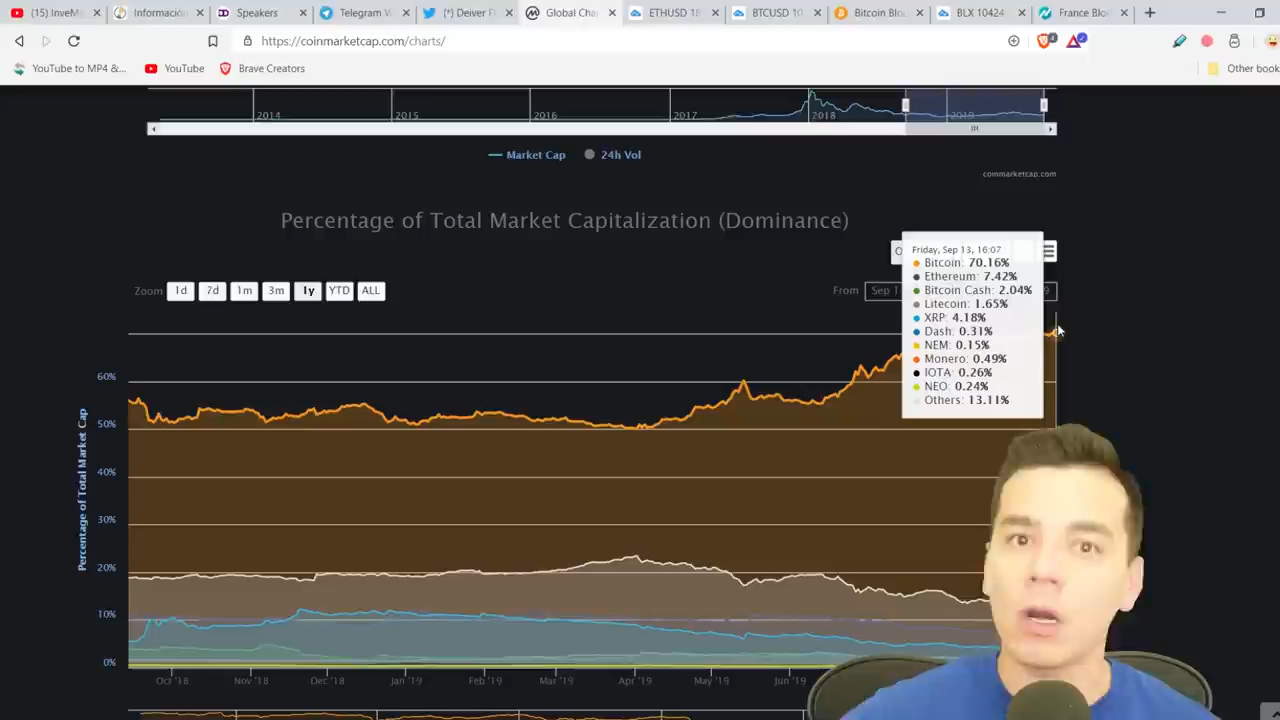 (15) InveM
Información
Speakers
Telegram W
(*) Deiver F
Global Char
ETHUSD 18
BTCUSD 10
Bitcoin Blo
BLX 10424
France Blo
https://coinmarketcap.com/charts/
YouTube to MP4 &...
YouTube
Brave Creators
Other book
2014
2015
2016
2017
2018
2019
Market Cap
24h Vol
coinmarketcap.com
Percentage of Total Market Capitalization (Dominance)
Zoom
1d
7d
1m
3m
1y
YTD
ALL
From
Sep 1
9
Friday, Sep 13, 16:07
Bitcoin: 70.16%
Ethereum: 7.42%
Bitcoin Cash: 2.04%
Litecoin: 1.65%
XRP: 4.18%
Dash: 0.31%
NEM: 0.15%
Monero: 0.49%
IOTA: 0.26%
NEO: 0.24%
Others: 13.11%
Percentage of Total Market Cap
60%
50%
40%
30%
20%
10%
0%
Oct '18
Nov '18
Dec '18
Jan '19
Feb '19
Mar '19
Apr '19
May '19
Jun '19